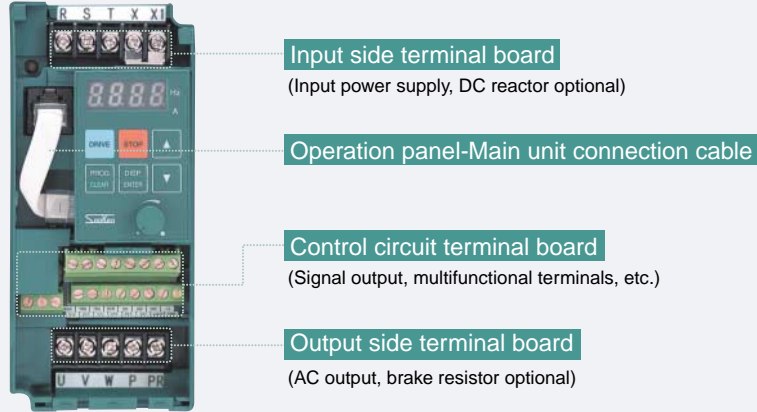 R S T X X1
Input side terminal board
(Input power supply, DC reactor optional)
8.8.8.8. Hz
A
DRIVE STOP ▲
Operation panel-Main unit connection cable
PROG DISP ▼
CLEAR ENTER
Control circuit terminal board
(Signal output, multifunctional terminals, etc.)
Output side terminal board
(AC output, brake resistor optional)
U V W P PR